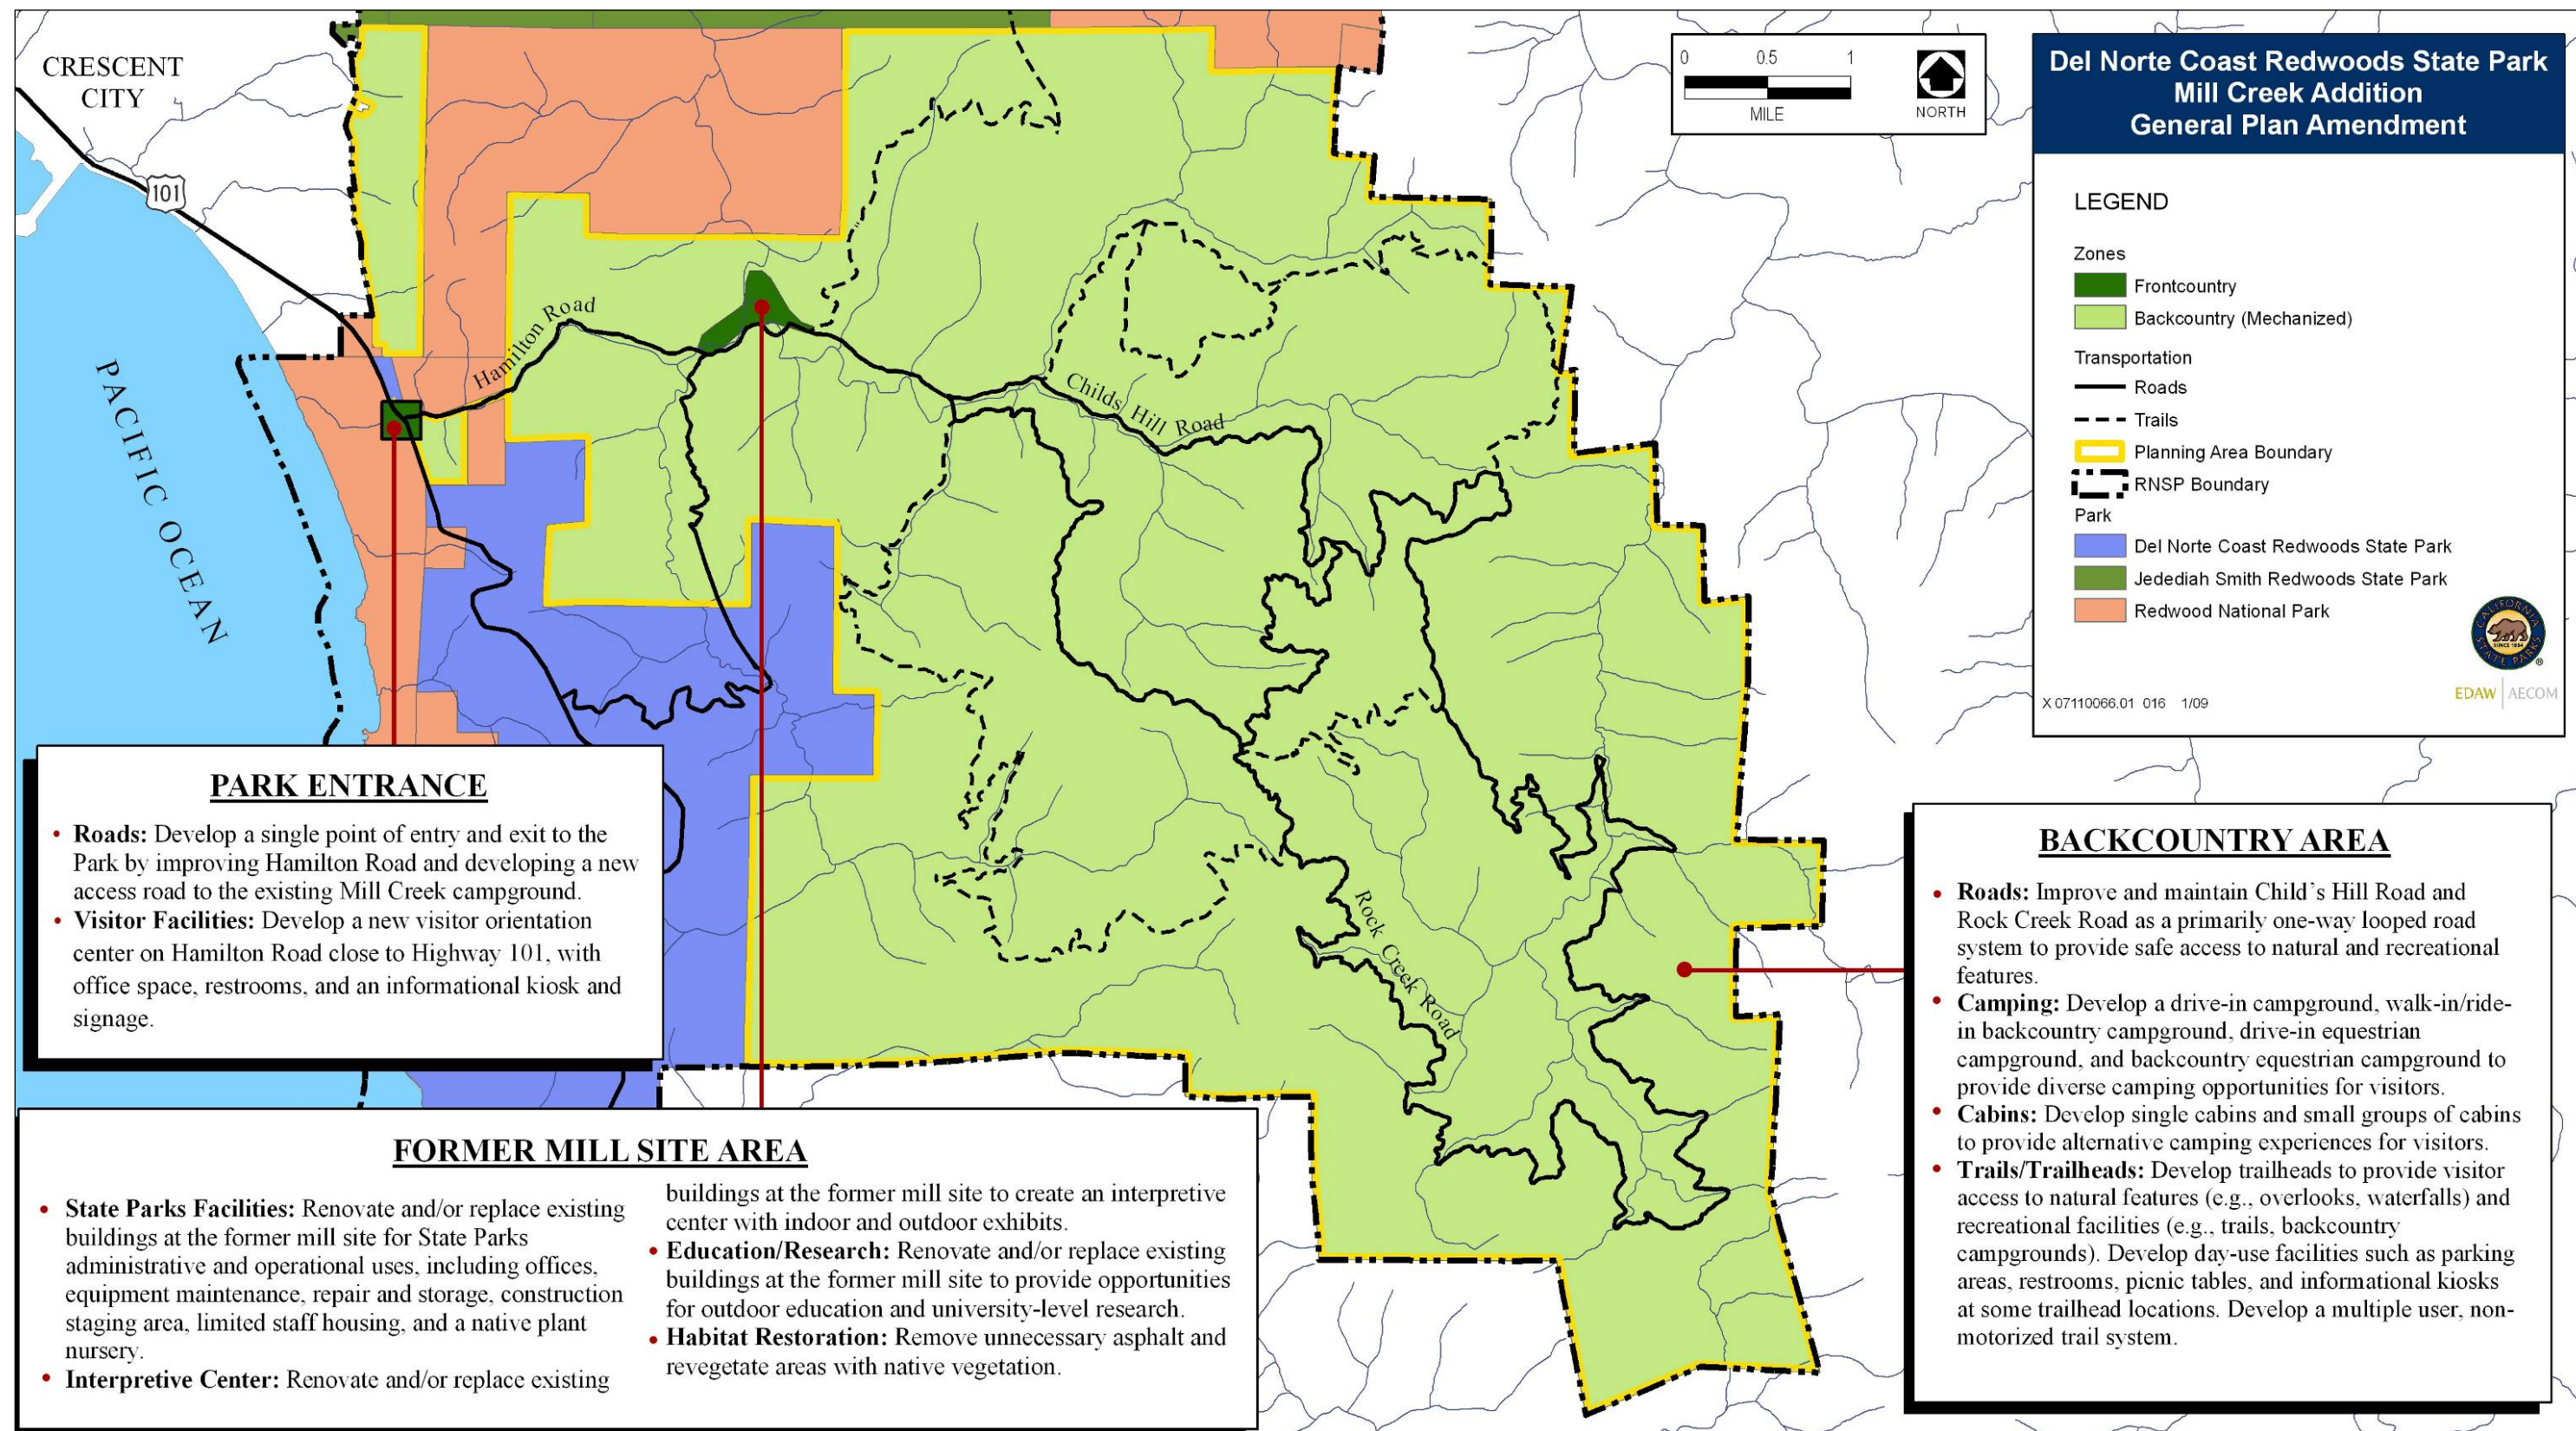 CRESCENT
CITY
101
PACIFIC OCEAN
Hamilton Road
Childs Hill Road
Rock Creek Road
0 0.5 1
MILE
NORTH
Del Norte Coast Redwoods State Park
Mill Creek Addition
General Plan Amendment
LEGEND
Zones
Frontcountry
Backcountry (Mechanized)
Transportation
Roads
Trails
Planning Area Boundary
RNSP Boundary
Park
Del Norte Coast Redwoods State Park
Jedediah Smith Redwoods State Park
Redwood National Park
CALIFORNIA
SINCE 1864
STATE PARKS
®
EDAW | AECOM
X 07110066.01 016 1/09
PARK ENTRANCE
• Roads: Develop a single point of entry and exit to the
Park by improving Hamilton Road and developing a new
access road to the existing Mill Creek campground.
• Visitor Facilities: Develop a new visitor orientation
center on Hamilton Road close to Highway 101, with
office space, restrooms, and an informational kiosk and
signage.
FORMER MILL SITE AREA
• State Parks Facilities: Renovate and/or replace existing
buildings at the former mill site for State Parks
administrative and operational uses, including offices,
equipment maintenance, repair and storage, construction
staging area, limited staff housing, and a native plant
nursery.
• Interpretive Center: Renovate and/or replace existing
buildings at the former mill site to create an interpretive
center with indoor and outdoor exhibits.
• Education/Research: Renovate and/or replace existing
buildings at the former mill site to provide opportunities
for outdoor education and university-level research.
• Habitat Restoration: Remove unnecessary asphalt and
revegetate areas with native vegetation.
BACKCOUNTRY AREA
• Roads: Improve and maintain Child's Hill Road and
Rock Creek Road as a primarily one-way looped road
system to provide safe access to natural and recreational
features.
• Camping: Develop a drive-in campground, walk-in/ride-
in backcountry campground, drive-in equestrian
campground, and backcountry equestrian campground to
provide diverse camping opportunities for visitors.
• Cabins: Develop single cabins and small groups of cabins
to provide alternative camping experiences for visitors.
• Trails/Trailheads: Develop trailheads to provide visitor
access to natural features (e.g., overlooks, waterfalls) and
recreational facilities (e.g., trails, backcountry
campgrounds). Develop day-use facilities such as parking
areas, restrooms, picnic tables, and informational kiosks
at some trailhead locations. Develop a multiple user, non-
motorized trail system.